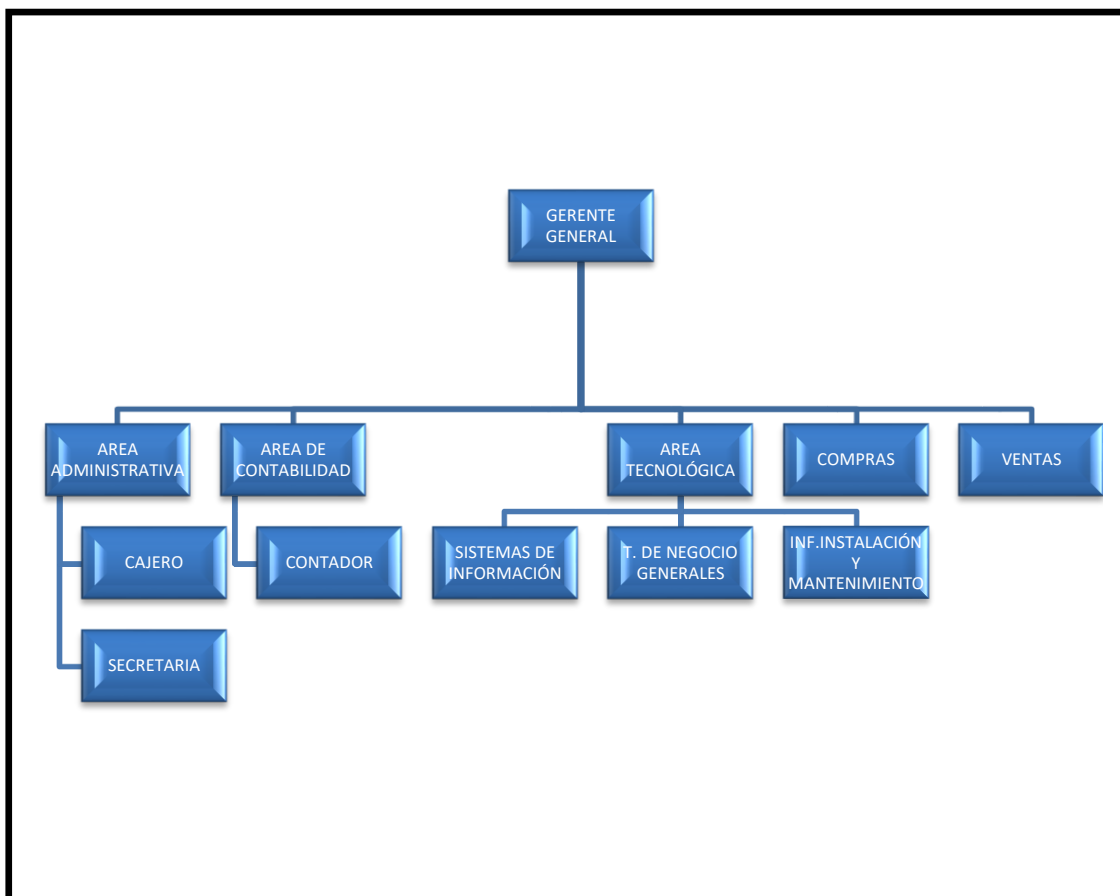 GERENTE
GENERAL
AREA
ADMINISTRATIVA
AREA DE
CONTABILIDAD
AREA
TECNOLÓGICA
COMPRAS
VENTAS
CAJERO
CONTADOR
SISTEMAS DE
INFORMACIÓN
T. DE NEGOCIO
GENERALES
INF.INSTALACIÓN
Y
MANTENIMIENTO
SECRETARIA